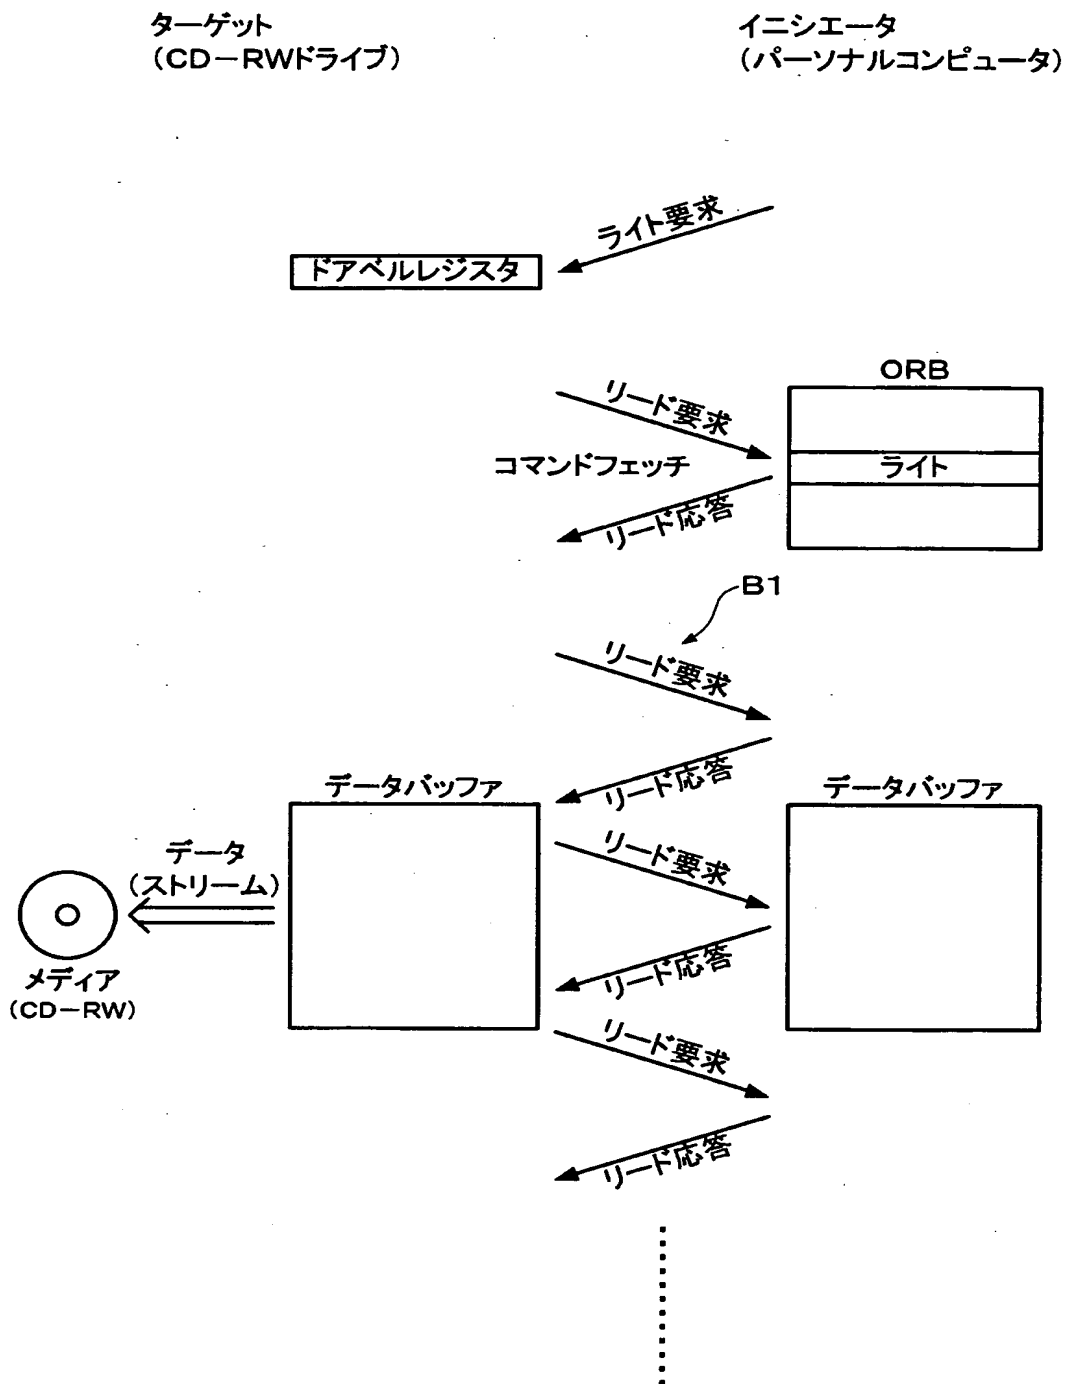 ターゲット
(CD-RWドライブ)
イニシエータ
(パーソナルコンピュータ)
ライト要求
ドアベルレジスタ
ORB
リード要求
コマンドフェッチ
ライト
リード応答
B1
リード要求
リード応答
データバッファ
データバッファ
リード要求
データ
(ストリーム)
リード応答
メディア
(CD-RW)
リード要求
リード応答